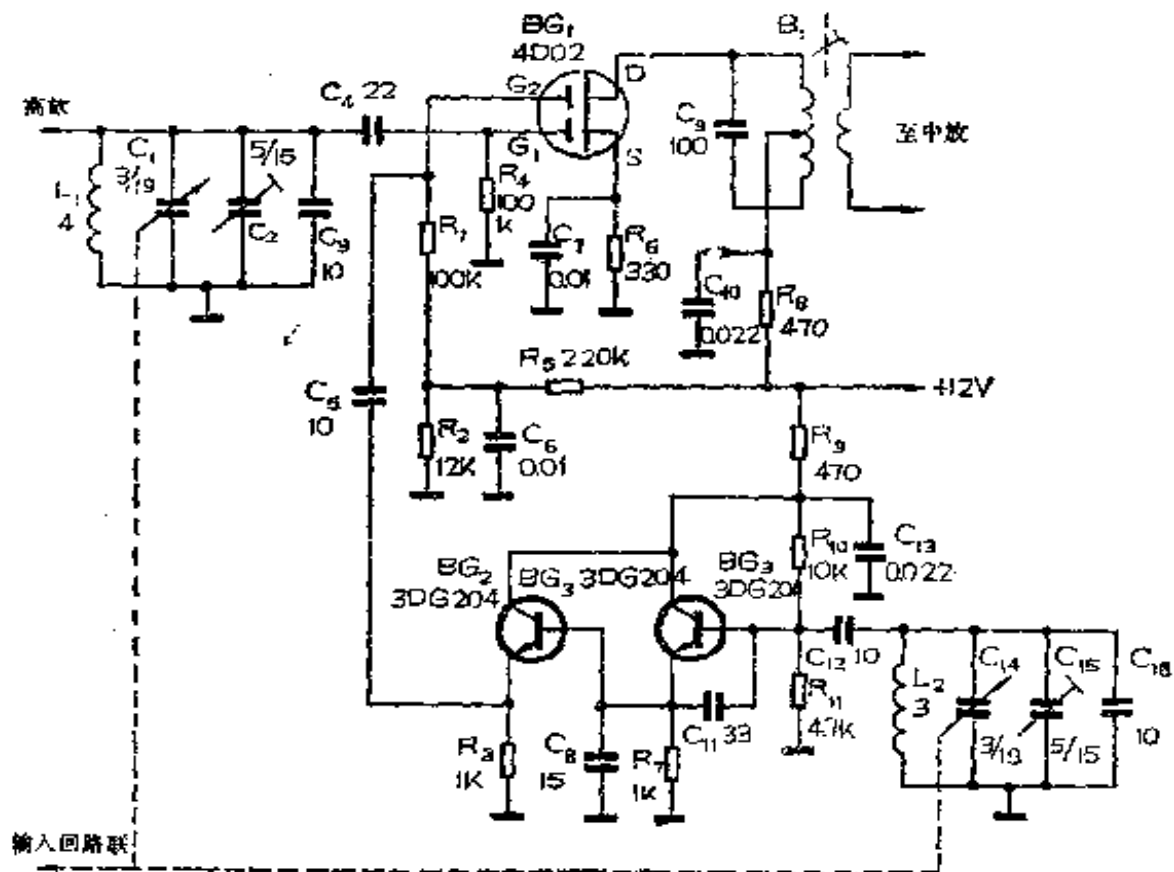 BG₁
4D02
B₁
高放
C₄ 22
G₂
D
G₁
S
C₉
100
至中放
L₁
4
C₁
3/19
5/15
C₂
C₉
10
R₁
100K
R₄
100
k
C₇
0.01
R₆
330
C₁₀
0.022
R₈
470
R₅ 220k
+12V
C₅
10
R₂
12K
C₆
0.01
R₉
470
BG₂
3DG204
BG₃ 3DG204
BG₃
3DG204
R₁₀
10k
C₁₃
0.022
C₁₂ 10
R₁₁
4.7K
L₂
3
C₁₄
3/19
C₁₅
5/15
C₁₆
10
R₃
1K
C₈
15
R₇
1K
C₁₁ 33
输入回路联